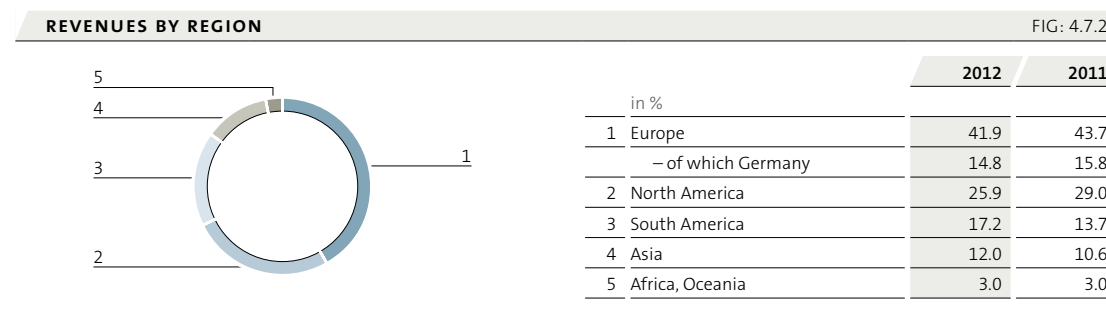 REVENUES BY REGION FIG: 4.7.2
5
4
3
2
1
2012 2011
in %
1 Europe 41.9 43.7
– of which Germany 14.8 15.8
2 North America 25.9 29.0
3 South America 17.2 13.7
4 Asia 12.0 10.6
5 Africa, Oceania 3.0 3.0